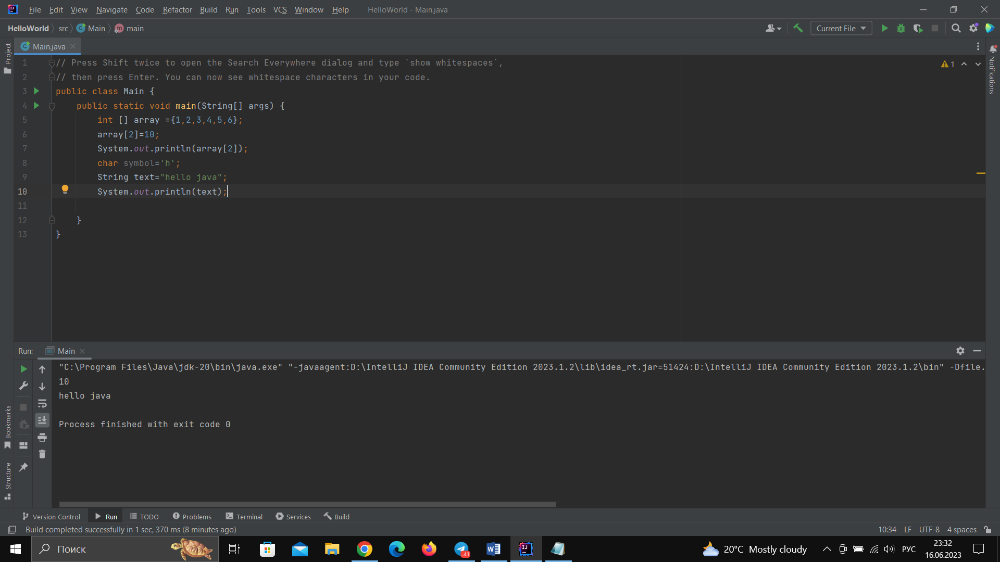 File Edit View Navigate Code Refactor Build Run Tools VCS Window Help HelloWorld - Main.java
HelloWorld src Main main Current File
Main.java
Project
Notifications
1 // Press Shift twice to open the Search Everywhere dialog and type `show whitespaces`,
1
2 // then press Enter. You can now see whitespace characters in your code.
3 public class Main {
4 public static void main(String[] args) {
5 int [] array ={1,2,3,4,5,6};
6 array[2]=10;
7 System.out.println(array[2]);
8 char symbol='h';
9 String text="hello java";
10 System.out.println(text);
11
12 }
13 }
Run: Main
"C:\Program Files\Java\jdk-20\bin\java.exe" "-javaagent:D:\IntelliJ IDEA Community Edition 2023.1.2\lib\idea_rt.jar=51424:D:\IntelliJ IDEA Community Edition 2023.1.2\bin" -Dfile.
10
hello java
Process finished with exit code 0
Bookmarks
Structure
Version Control Run TODO Problems Terminal Services Build
Build completed successfully in 1 sec, 370 ms (8 minutes ago) 10:34 LF UTF-8 4 spaces
Поиск 41 20°C Mostly cloudy РУС 23:32
16.06.2023